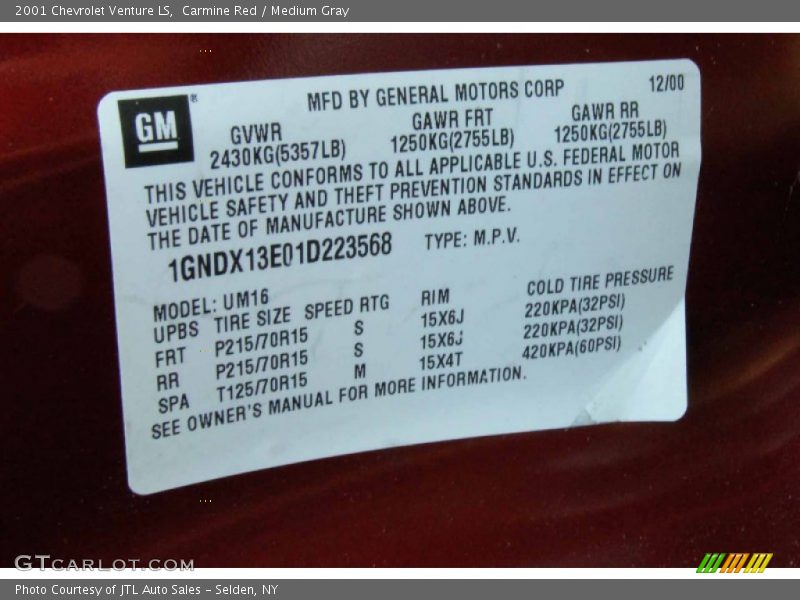 2001 Chevrolet Venture LS, Carmine Red / Medium Gray
GM®
MFD BY GENERAL MOTORS CORP 12/00
GVWR GAWR FRT GAWR RR
2430KG(5357LB) 1250KG(2755LB) 1250KG(2755LB)
THIS VEHICLE CONFORMS TO ALL APPLICABLE U.S. FEDERAL MOTOR
VEHICLE SAFETY AND THEFT PREVENTION STANDARDS IN EFFECT ON
THE DATE OF MANUFACTURE SHOWN ABOVE.
1GNDX13E01D223568 TYPE: M.P.V.
MODEL: UM16
UPBS TIRE SIZE SPEED RTG RIM COLD TIRE PRESSURE
FRT P215/70R15 S 15X6J 220KPA(32PSI)
RR P215/70R15 S 15X6J 220KPA(32PSI)
SPA T125/70R15 M 15X4T 420KPA(60PSI)
SEE OWNER'S MANUAL FOR MORE INFORMATION.
GTCARLOT.COM
Photo Courtesy of JTL Auto Sales - Selden, NY